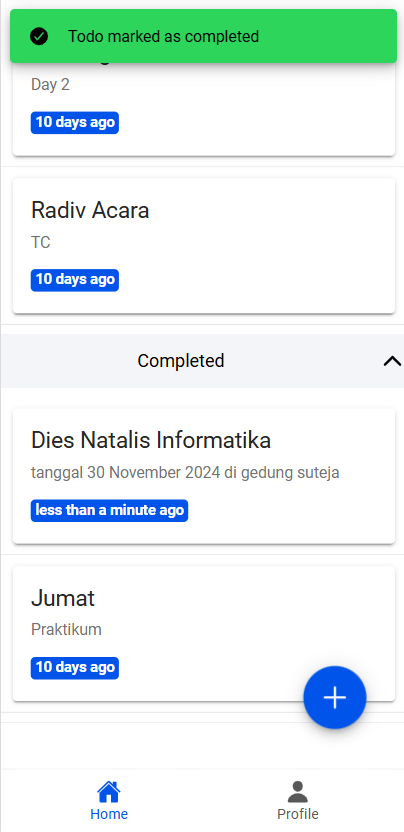 Todo marked as completed
Day 2
10 days ago
Radiv Acara
TC
10 days ago
Completed
Dies Natalis Informatika
tanggal 30 November 2024 di gedung suteja
less than a minute ago
Jumat
Praktikum
10 days ago
Home
Profile